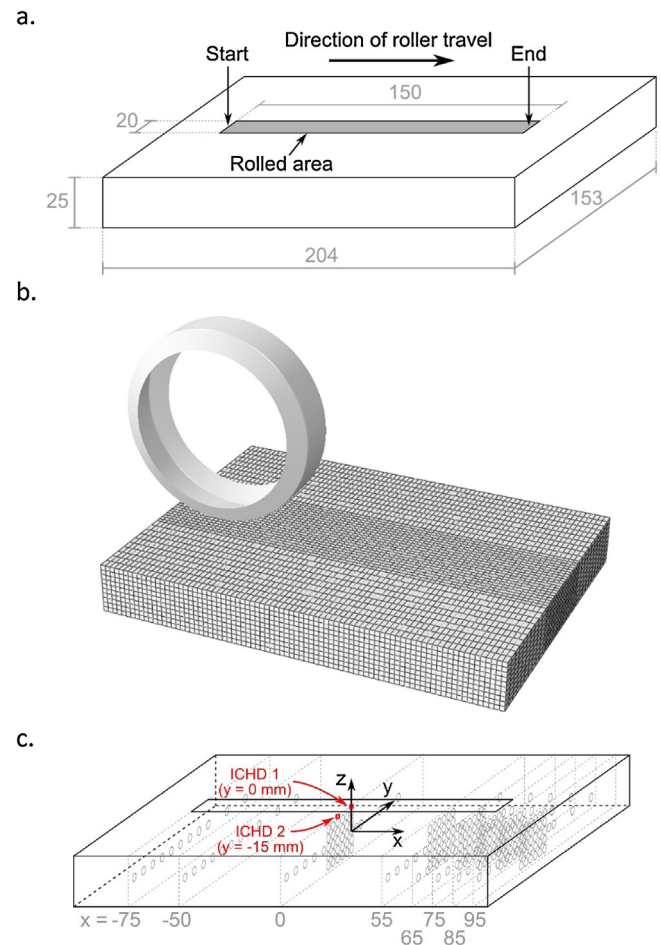 a.
Direction of roller travel
Start
End
150
20
Rolled area
25
153
204
b.
c.
ICHD 1
(y = 0 mm)
z
y
ICHD 2
(y = -15 mm)
x
x = -75 -50 0 55 75 95
65 85